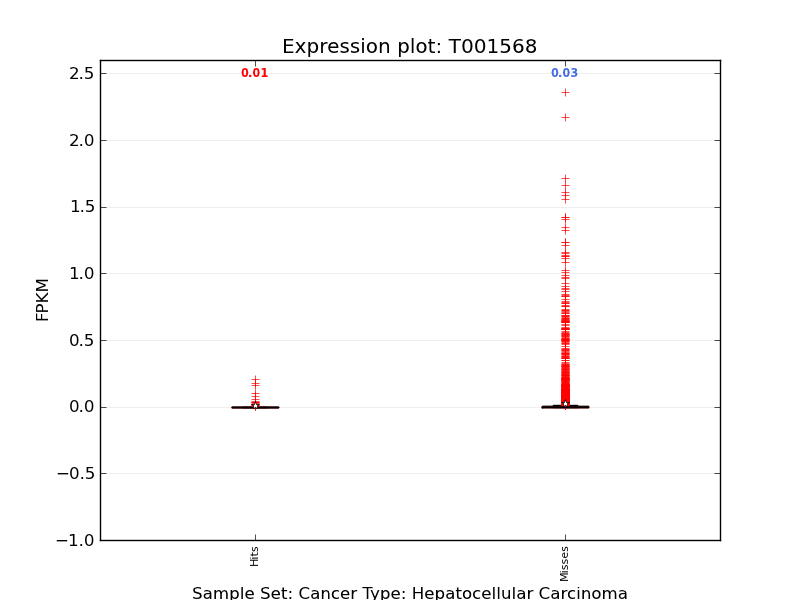 Expression plot: T001568
2.5
2.0
1.5
1.0
0.5
0.0
−0.5
−1.0
FPKM
0.01
0.03
Hits
Misses
Sample Set: Cancer Type: Hepatocellular Carcinoma